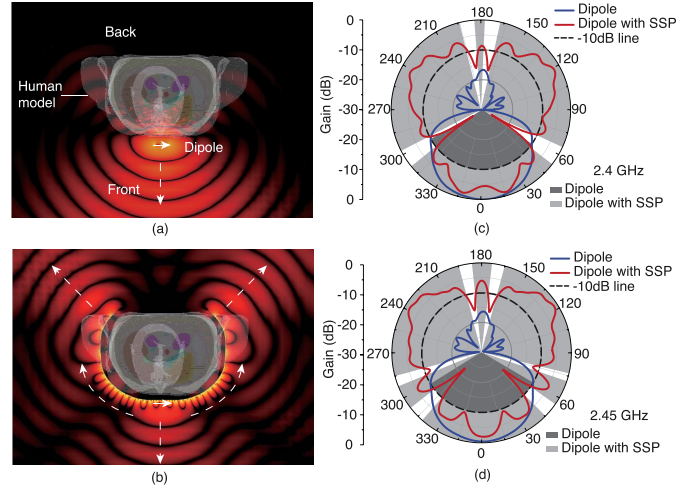 Back
Human
model
Dipole
Front
(a)
(b)
Gain (dB)
0
-10
-20
-30
-20
-10
0
180
150
120
90
60
30
0
330
300
270
240
210
Dipole
Dipole with SSP
-10dB line
2.4 GHz
Dipole
Dipole with SSP
(c)
Gain (dB)
0
-10
-20
-30
-20
-10
0
180
150
120
90
60
30
0
330
300
270
240
210
Dipole
Dipole with SSP
-10dB line
2.45 GHz
Dipole
Dipole with SSP
(d)